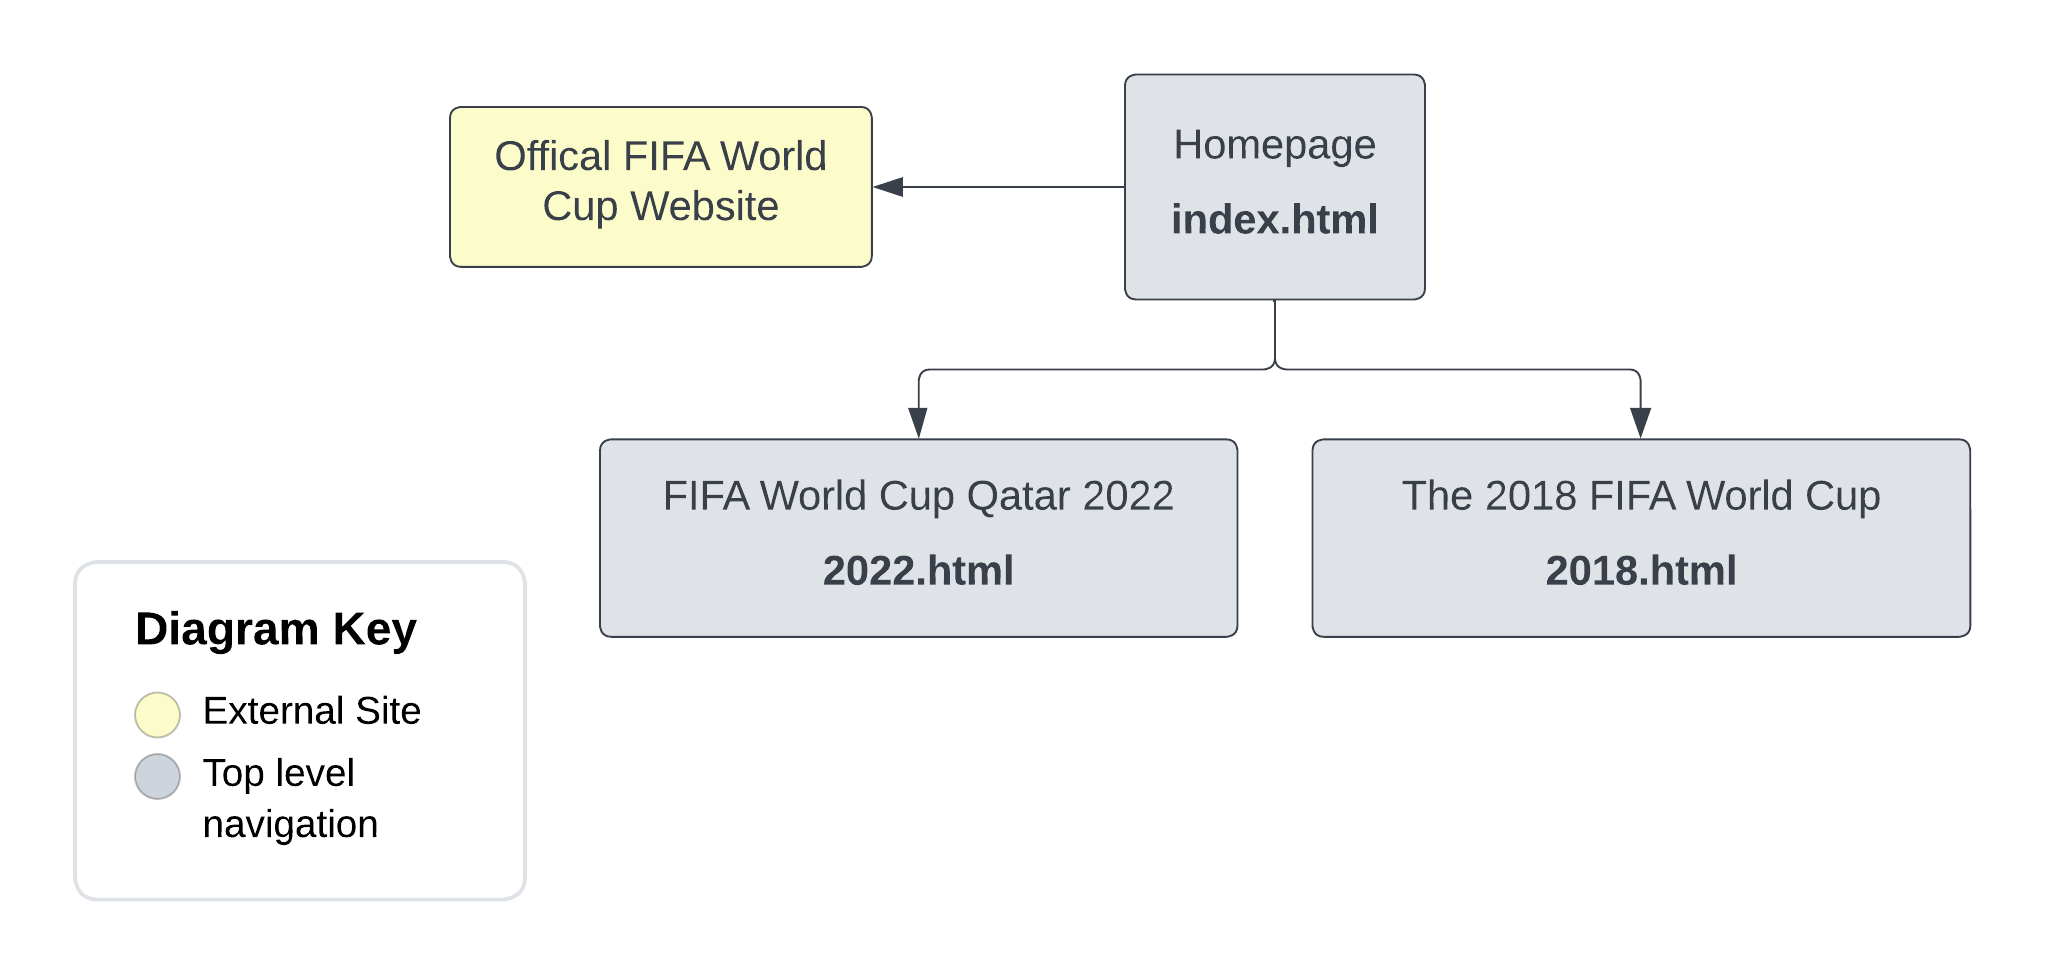 Offical FIFA World
Cup Website
Homepage
index.html
FIFA World Cup Qatar 2022
2022.html
The 2018 FIFA World Cup
2018.html
Diagram Key
External Site
Top level
navigation